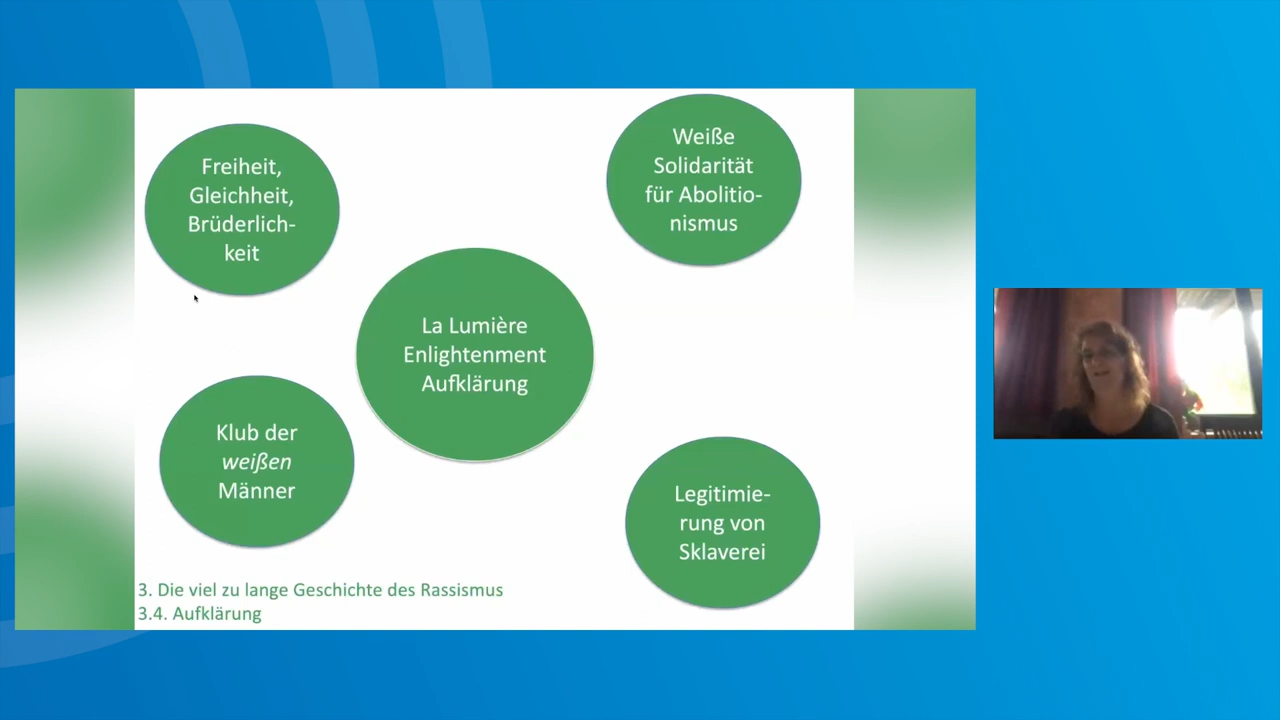 Freiheit,
Gleichheit,
Brüderlich-
keit
Weiße
Solidarität
für Abolitio-
nismus
La Lumière
Enlightenment
Aufklärung
Klub der
weißen
Männer
Legitimie-
rung von
Sklaverei
3. Die viel zu lange Geschichte des Rassismus
3.4. Aufklärung